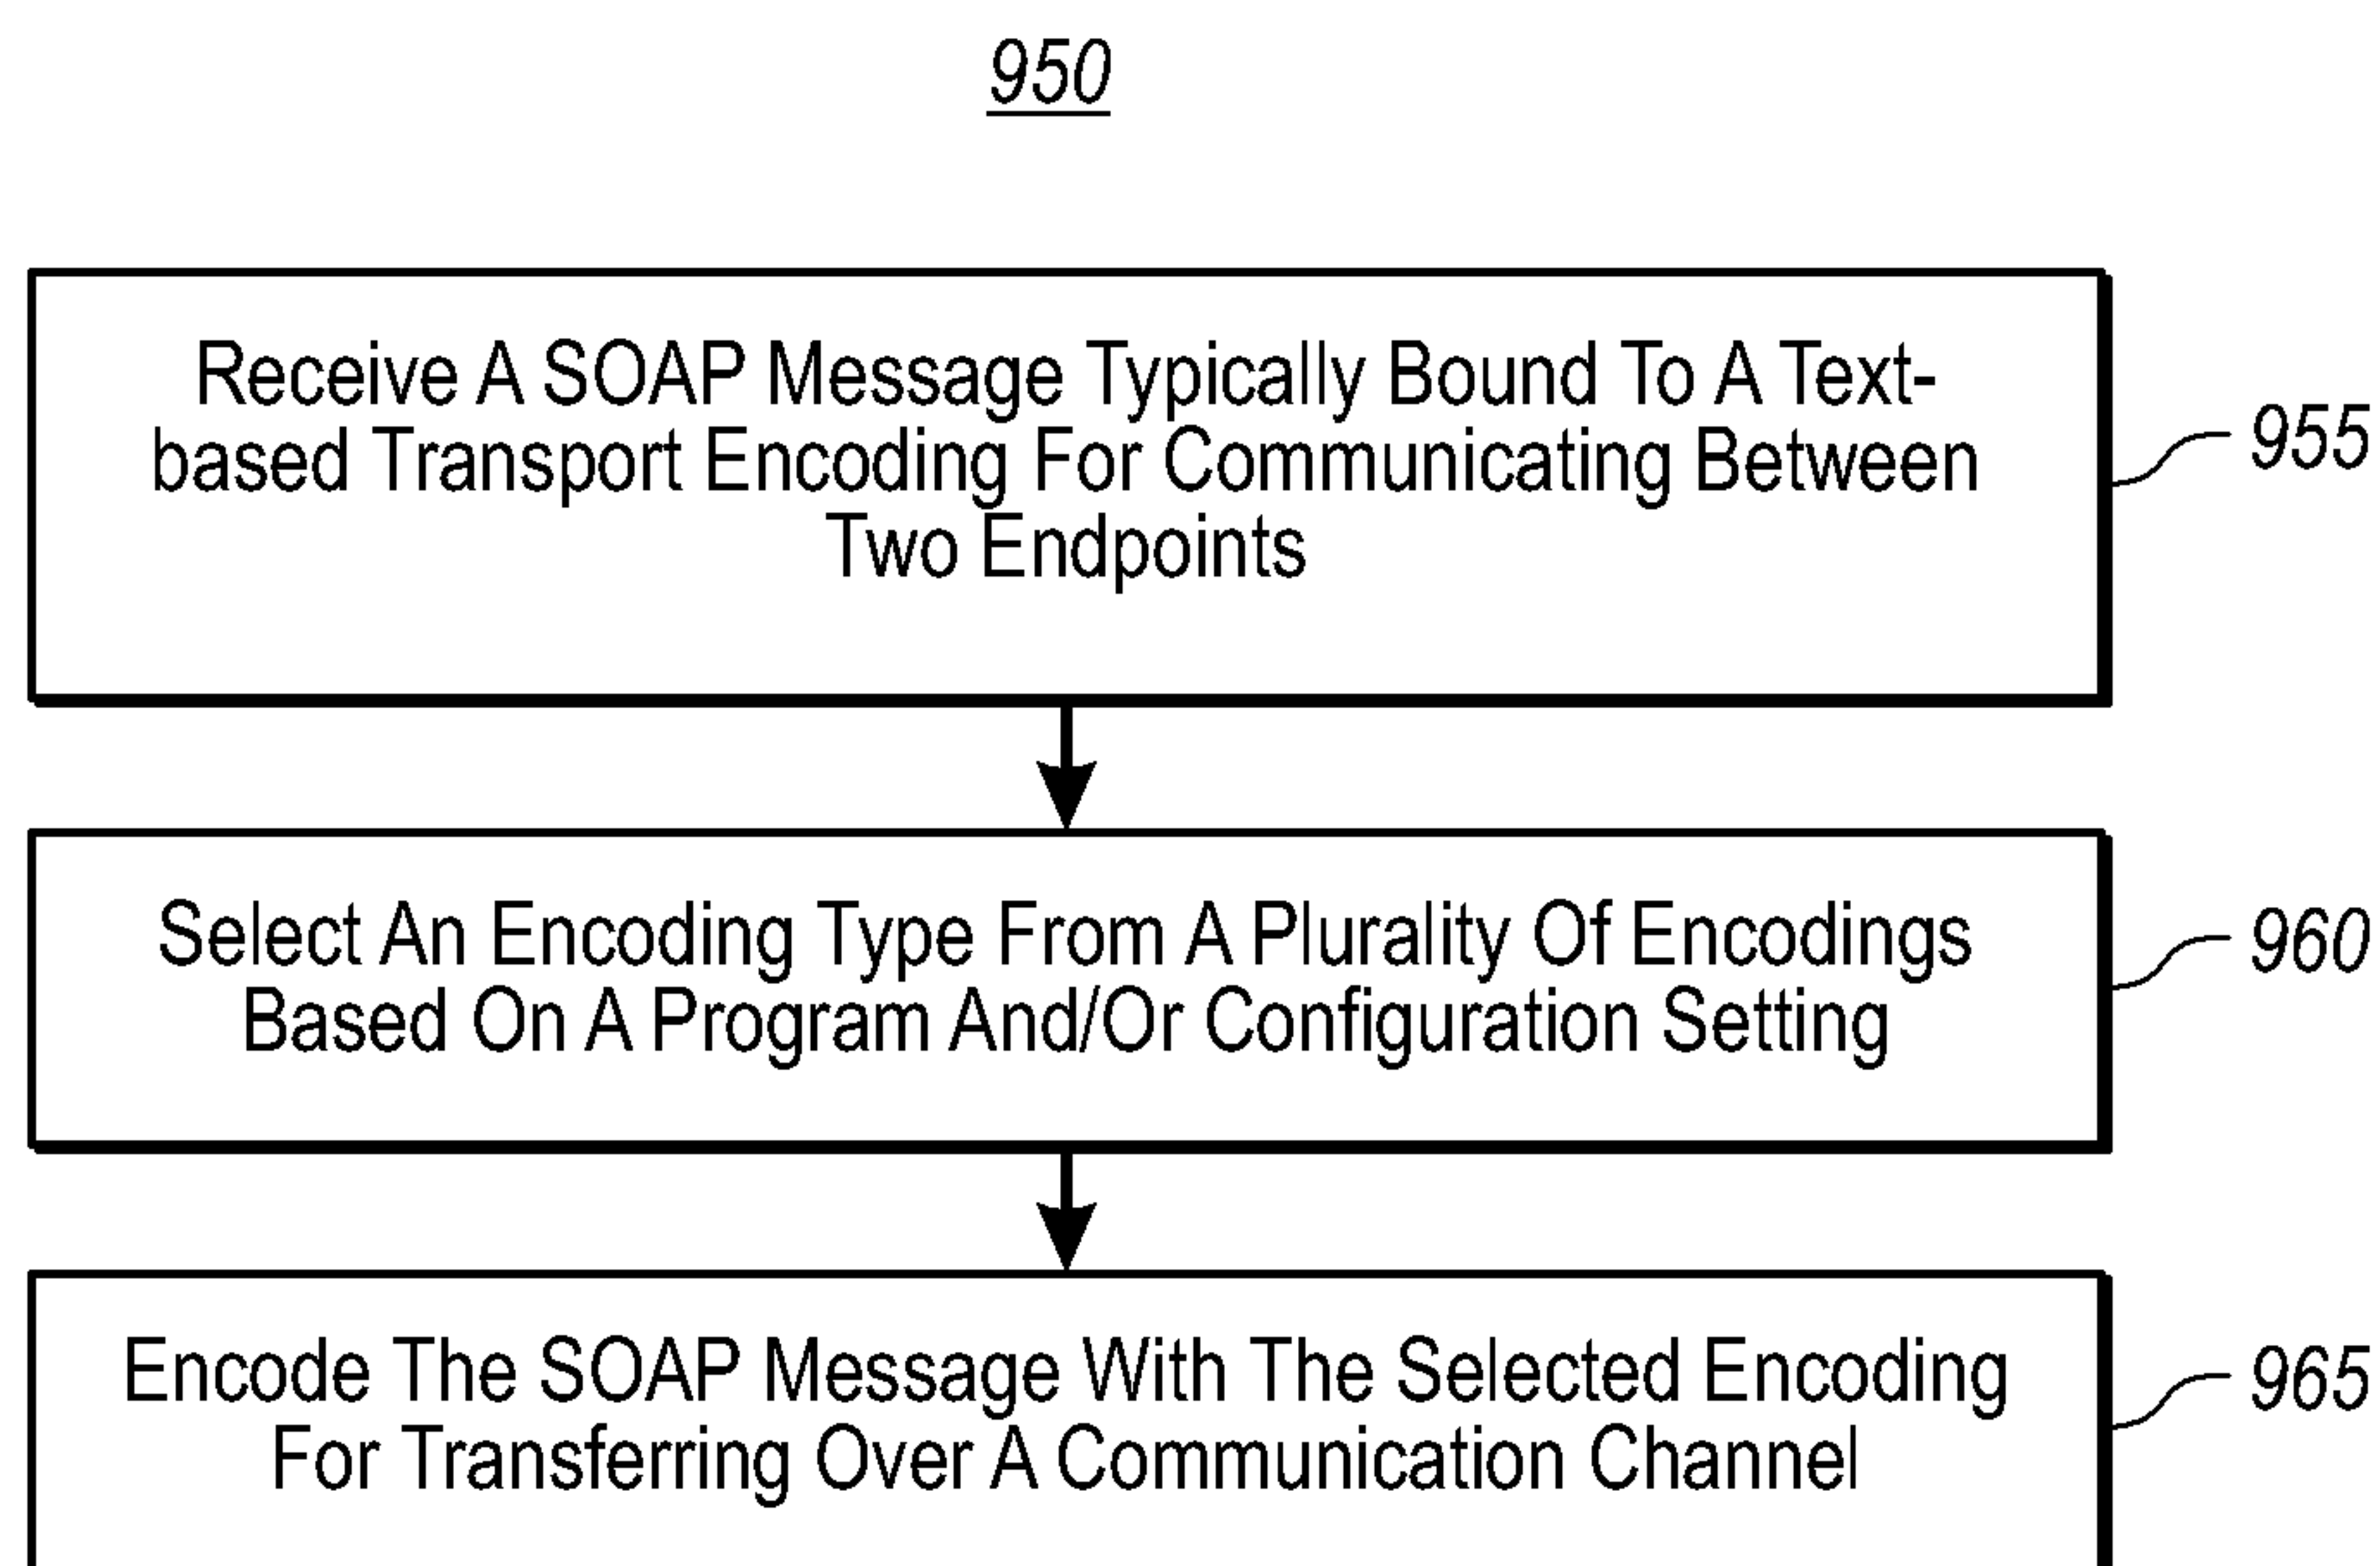 950
Receive A SOAP Message Typically Bound To A Text-
based Transport Encoding For Communicating Between
Two Endpoints
955
Select An Encoding Type From A Plurality Of Encodings
Based On A Program And/Or Configuration Setting
960
Encode The SOAP Message With The Selected Encoding
For Transferring Over A Communication Channel
965